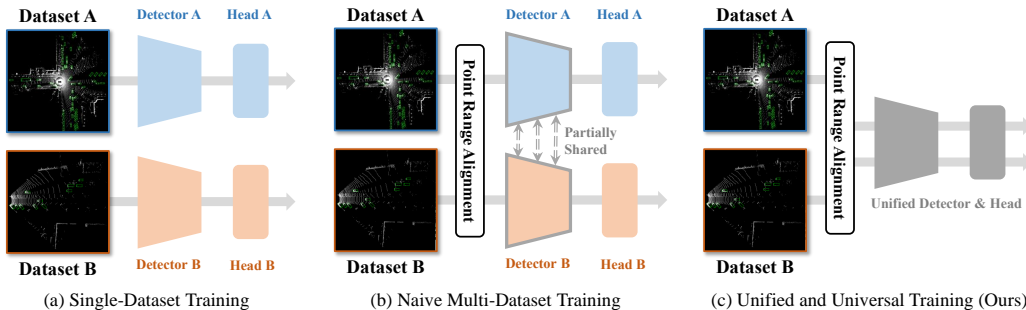 Dataset A
Detector A
Head A
Dataset B
Detector B
Head B
(a) Single-Dataset Training
Dataset A
Point Range Alignment
Detector A
Head A
Partially
Shared
Dataset B
Detector B
Head B
(b) Naive Multi-Dataset Training
Dataset A
Point Range Alignment
Unified Detector & Head
Dataset B
(c) Unified and Universal Training (Ours)